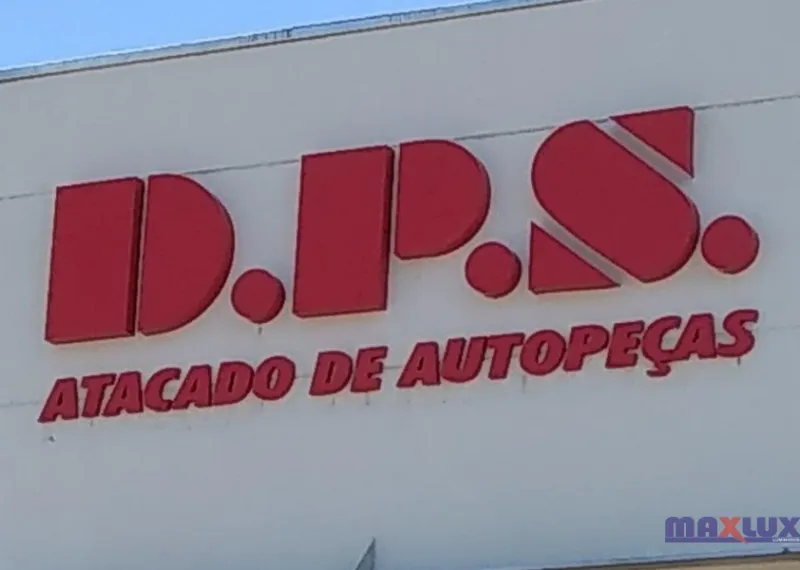 D.P.S.
ATACADO DE AUTOPEÇAS
MAXLUX